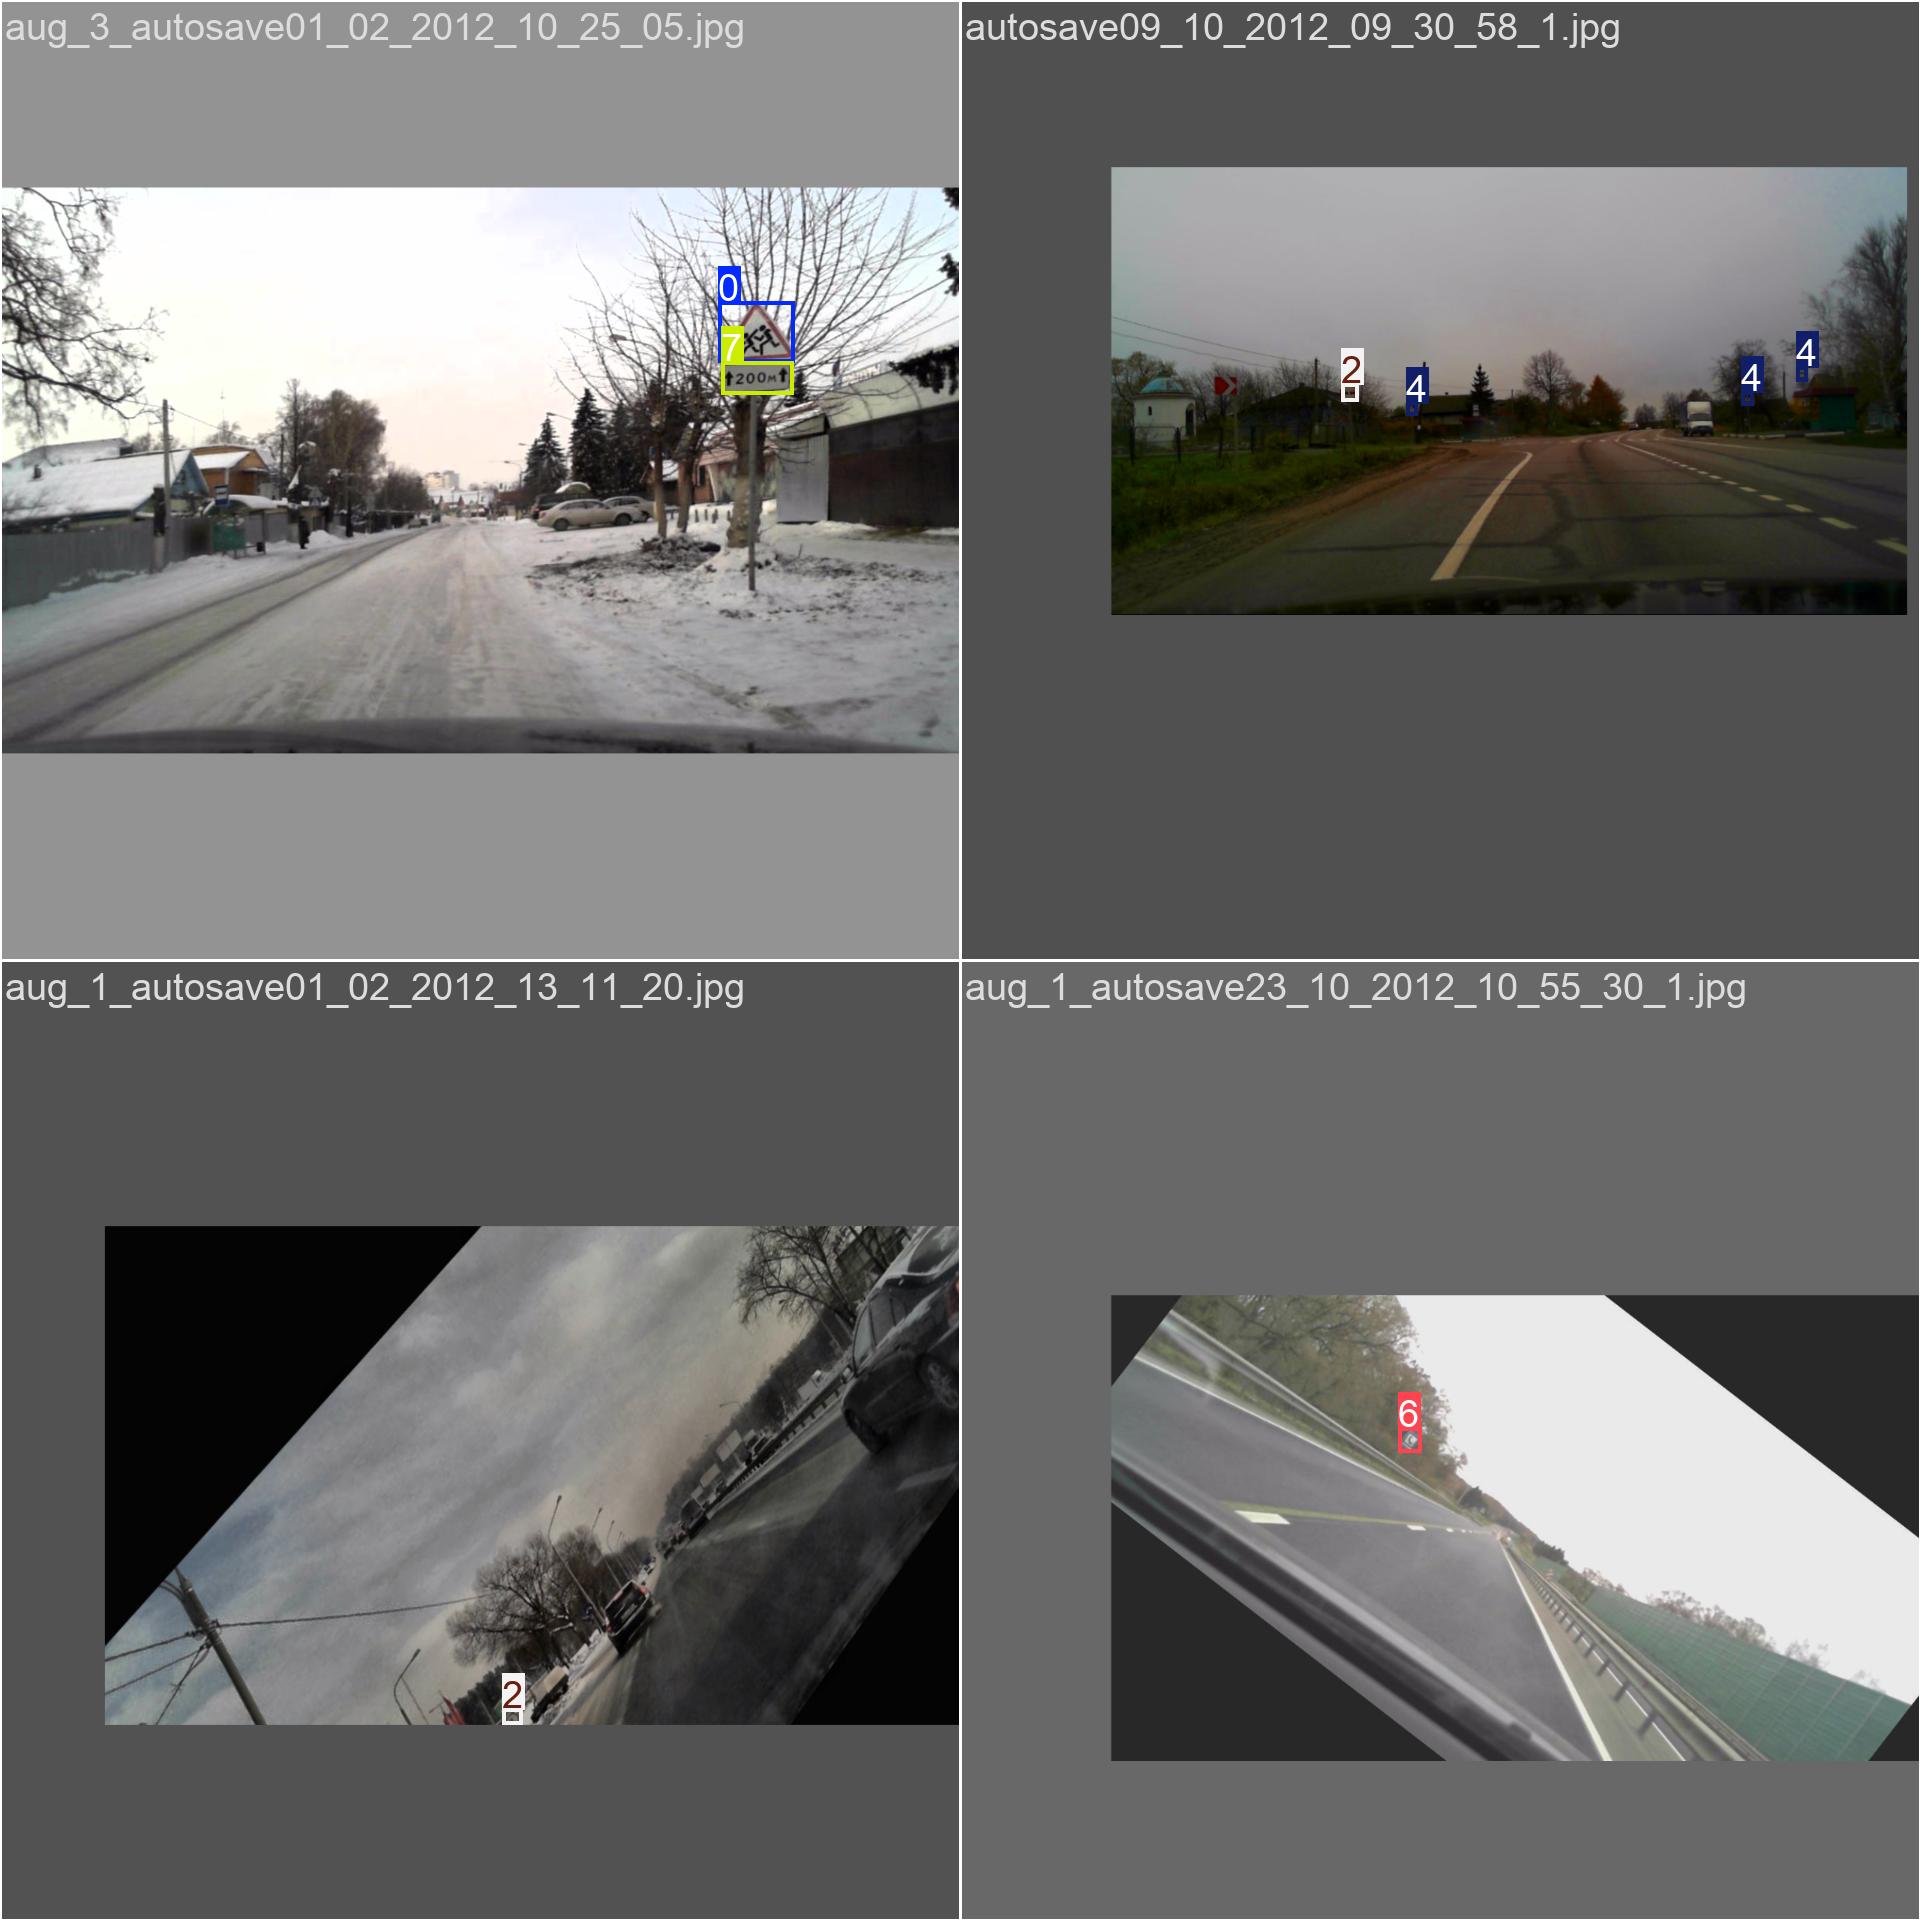 aug_3_autosave01_02_2012_10_25_05.jpg
autosave09_10_2012_09_30_58_1.jpg
0
7
200м
2
4
4
4
aug_1_autosave01_02_2012_13_11_20.jpg
aug_1_autosave23_10_2012_10_55_30_1.jpg
6
2